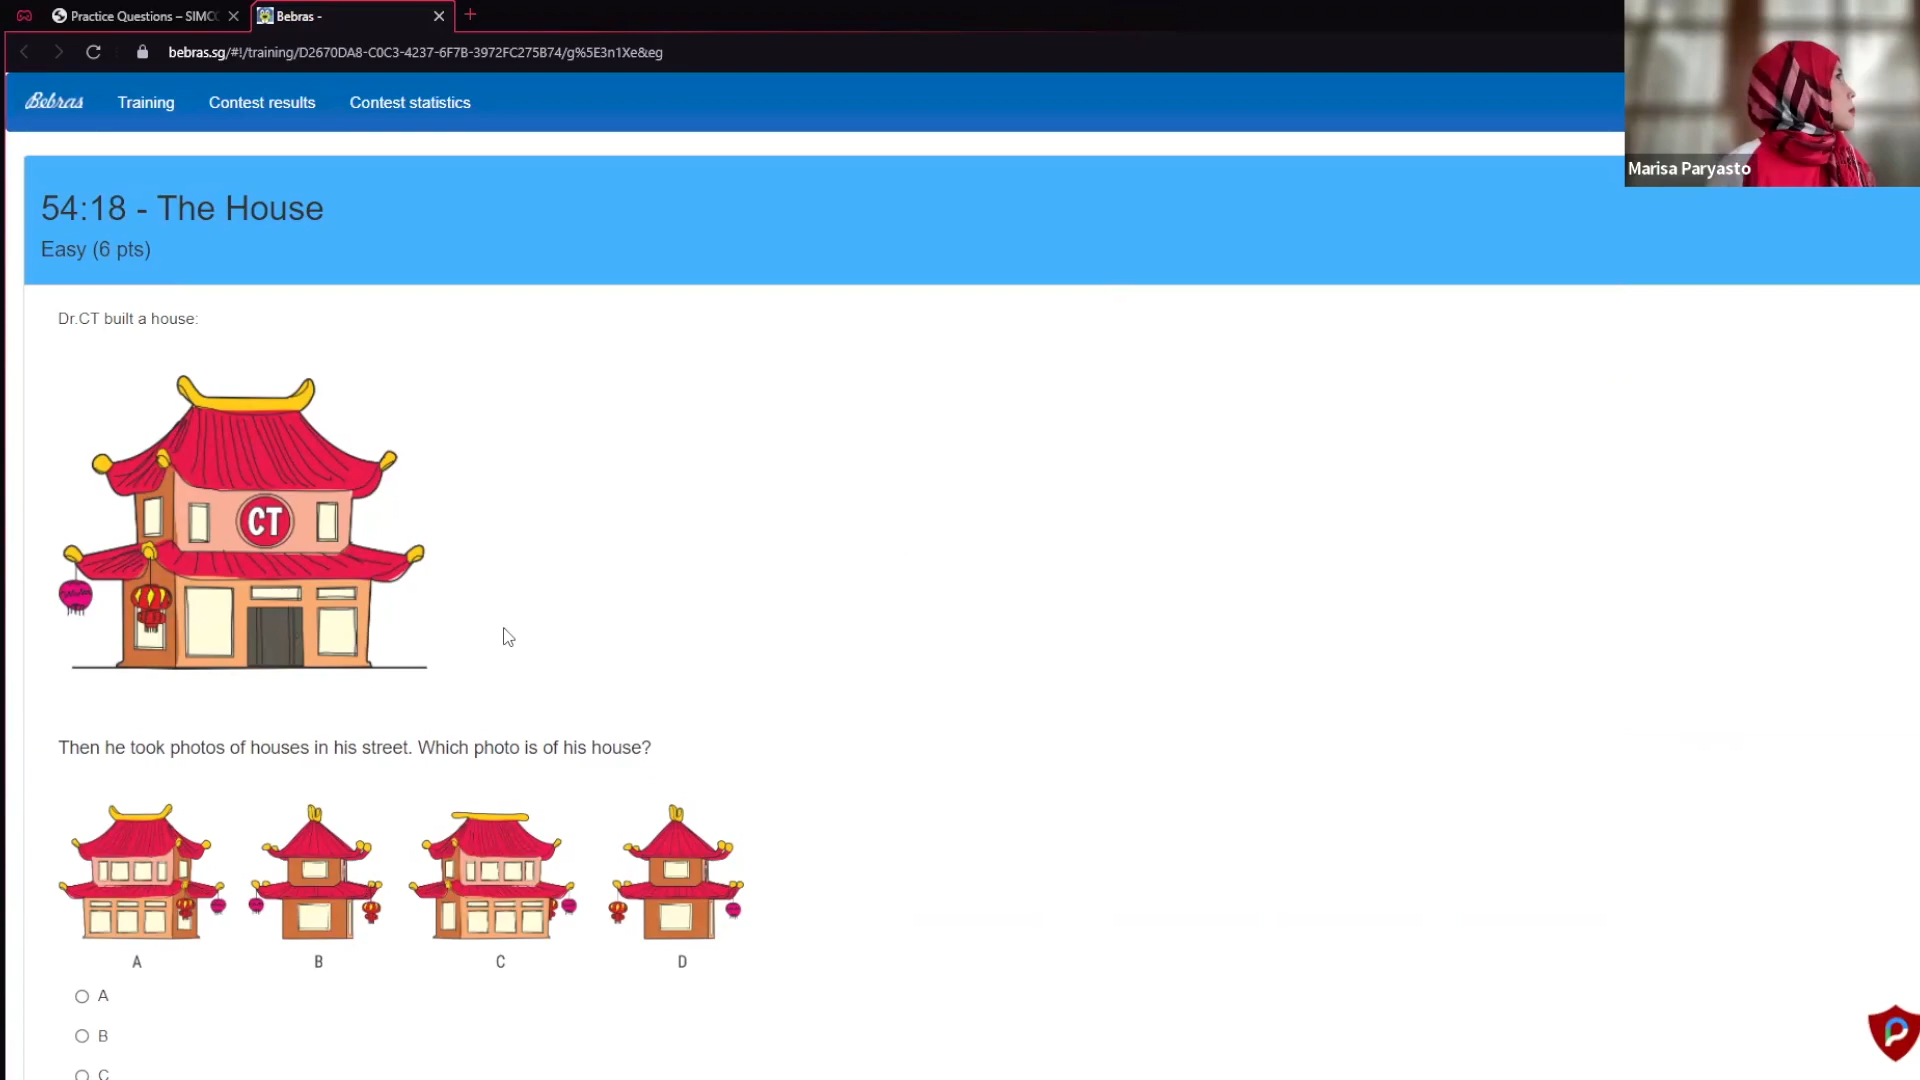 Practice Questions – SIMC
Bebras -
bebras.sg/#!/training/D2670DA8-C0C3-4237-6F7B-3972FC275B74/g%5E3n1Xe&eg
Bebras Training Contest results Contest statistics
Marisa Paryasto
54:18 - The House
Easy (6 pts)
Dr.CT built a house:
CT
Then he took photos of houses in his street. Which photo is of his house?
A B C D
A
B
C